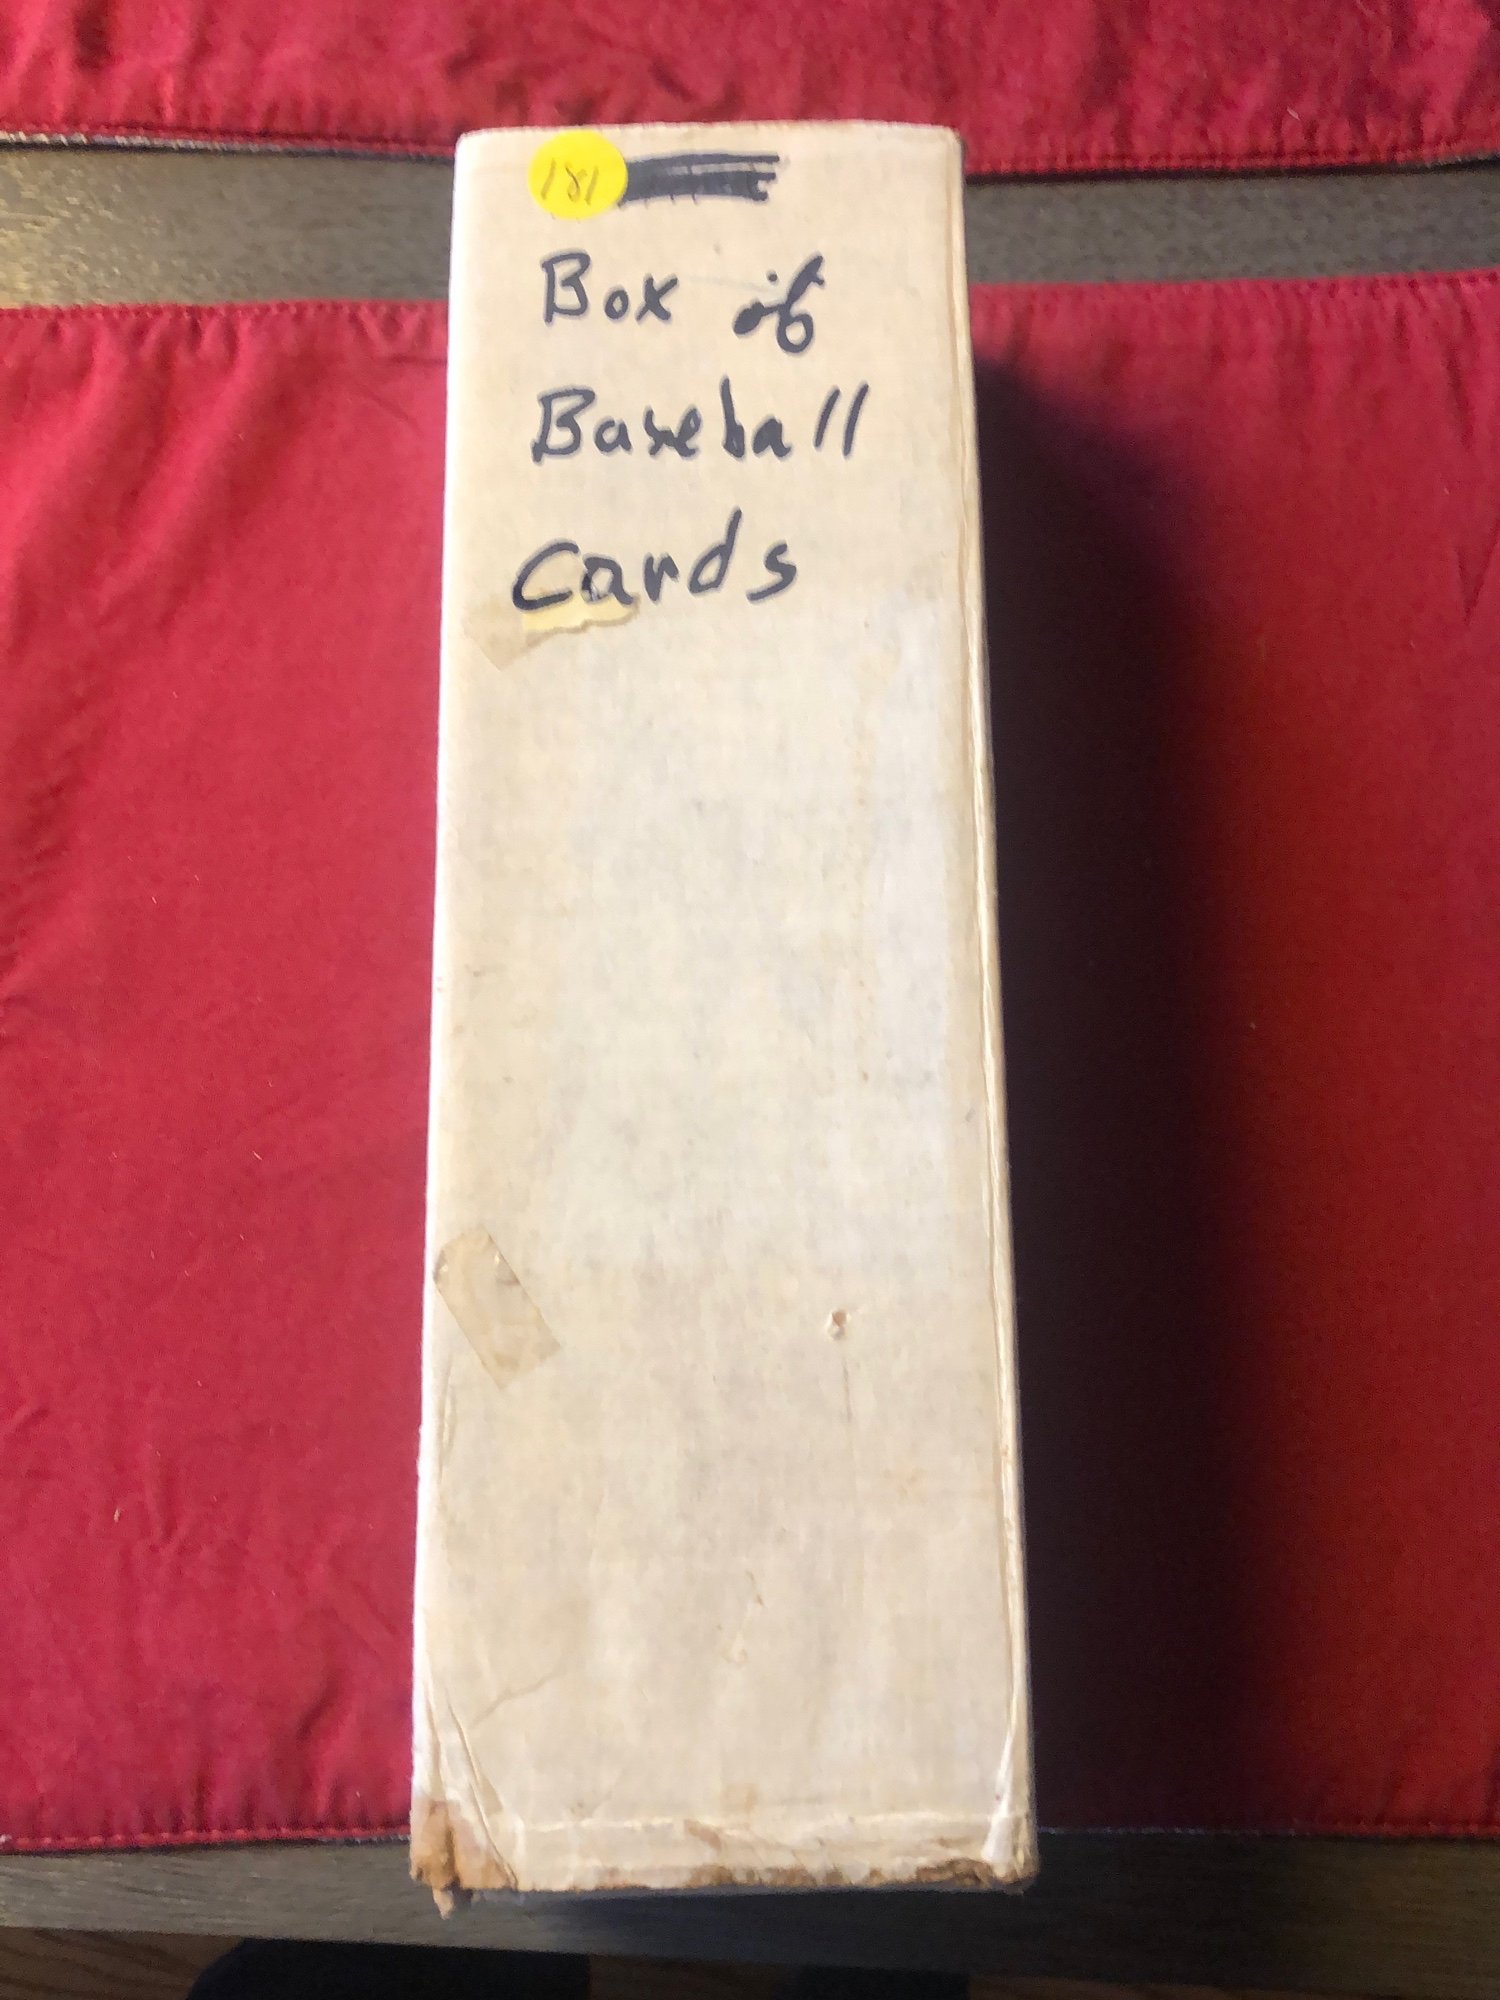 181
Box of
Baseball
Cards